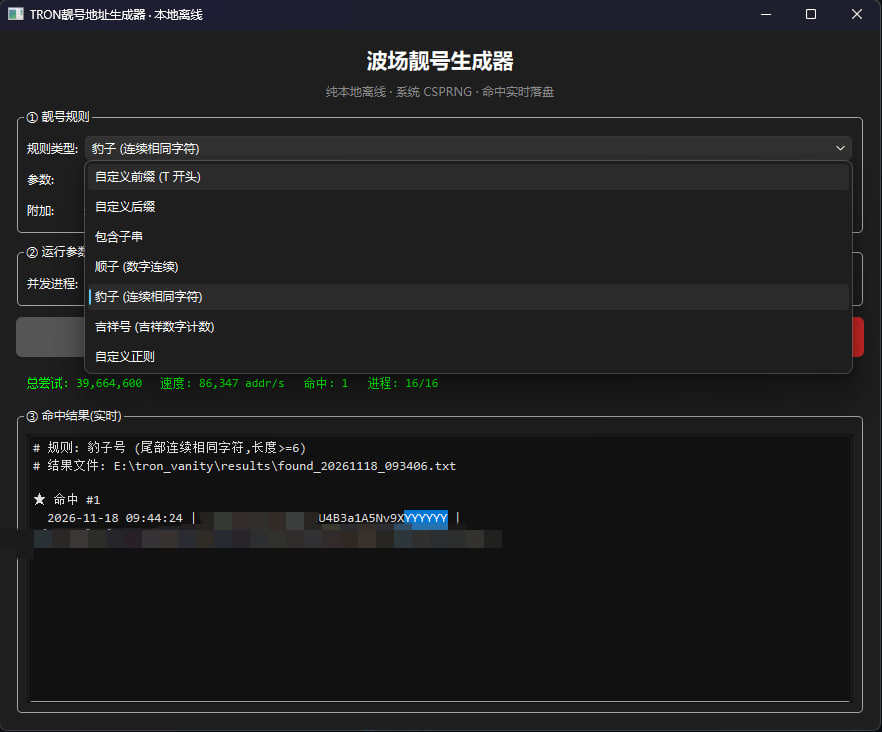 TRON靓号地址生成器 · 本地离线
波场靓号生成器
纯本地离线 · 系统 CSPRNG · 命中实时落盘
① 靓号规则
规则类型: 豹子 (连续相同字符)
参数:
附加:
自定义前缀 (T 开头)
自定义后缀
包含子串
顺子 (数字连续)
豹子 (连续相同字符)
吉祥号 (吉祥数字计数)
自定义正则
② 运行参数
并发进程:
总尝试: 39,664,600 速度: 86,347 addr/s 命中: 1 进程: 16/16
③ 命中结果(实时)
# 规则: 豹子号 (尾部连续相同字符,长度>=6)
# 结果文件: E:\tron_vanity\results\found_20261118_093406.txt
★ 命中 #1
2026-11-18 09:44:24 | U4B3a1A5Nv9XYYYYYY |